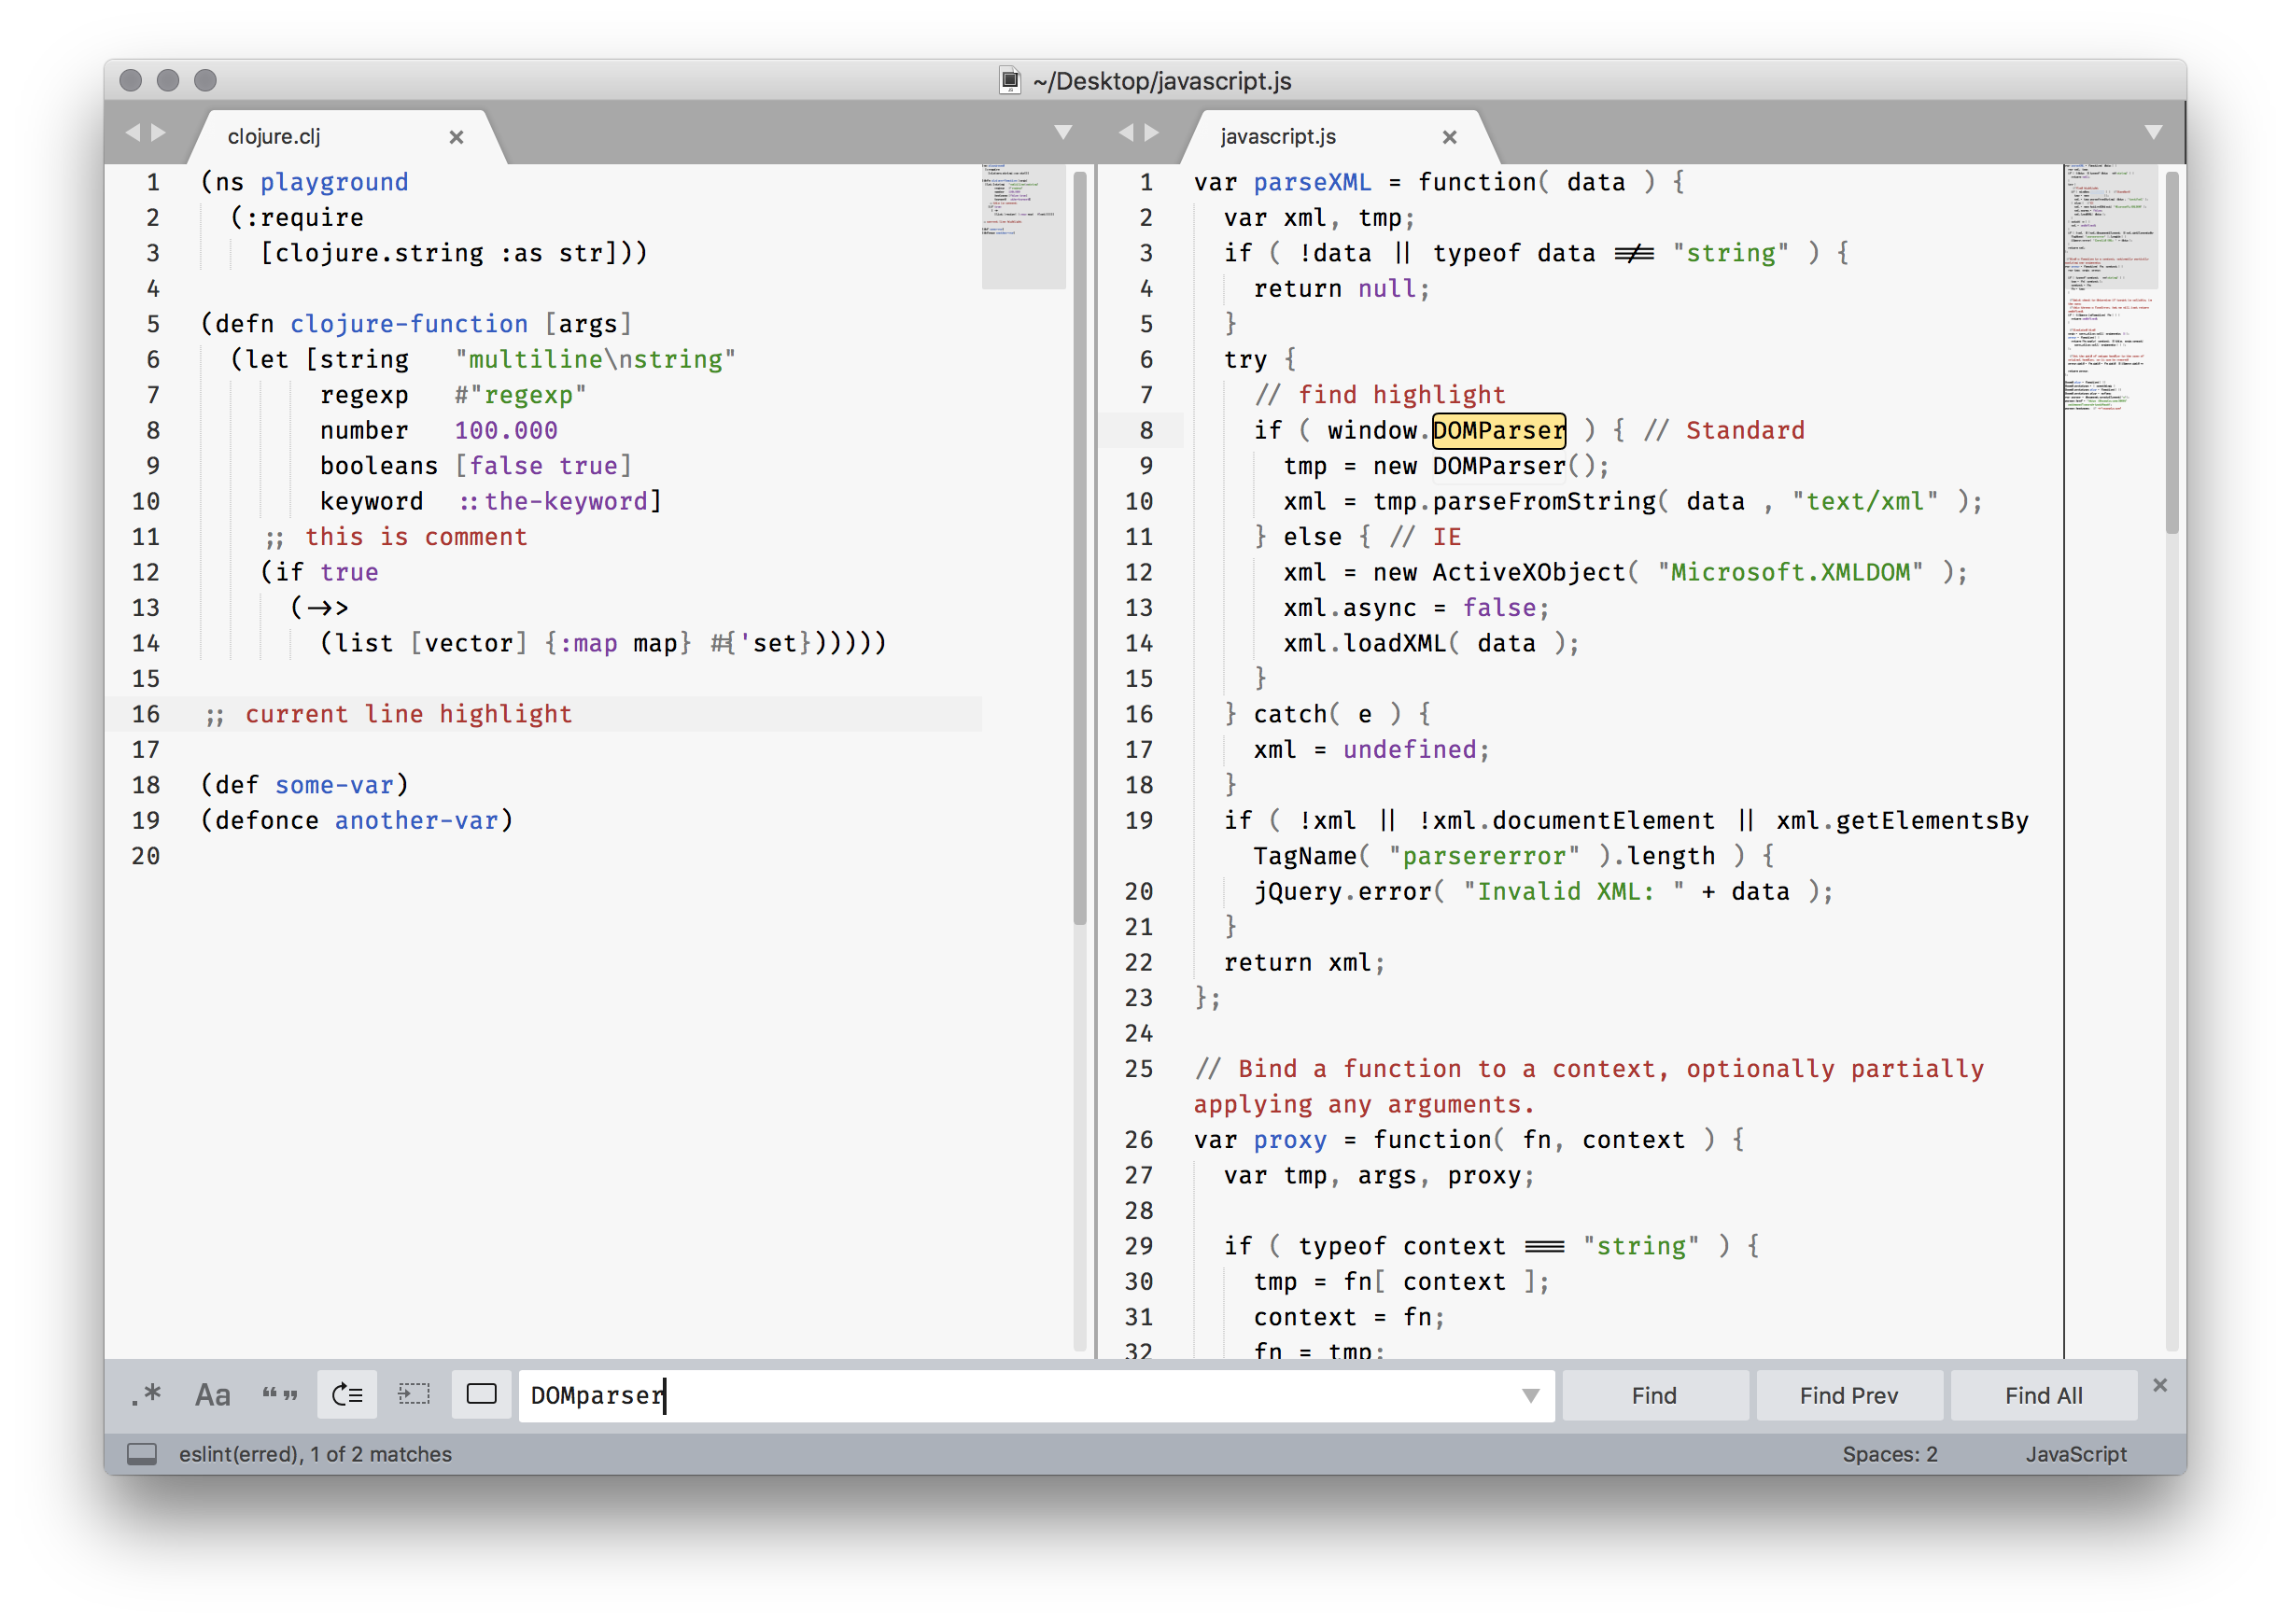 ~/Desktop/javascript.js
clojure.clj
1 (ns playground
2   (:require
3     [clojure.string :as str]))
4
5 (defn clojure-function [args]
6   (let [string   "multiline\nstring"
7         regexp   #"regexp"
8         number   100.000
9         booleans [false true]
10         keyword  ::the-keyword]
11     ;; this is comment
12     (if true
13       (->>
14         (list [vector] {:map map} #{'set})))))
15
16 ;; current line highlight
17
18 (def some-var)
19 (defonce another-var)
20
javascript.js
1 var parseXML = function( data ) {
2   var xml, tmp;
3   if ( !data || typeof data !== "string" ) {
4     return null;
5   }
6   try {
7     // find highlight
8     if ( window.DOMParser ) { // Standard
9       tmp = new DOMParser();
10       xml = tmp.parseFromString( data , "text/xml" );
11     } else { // IE
12       xml = new ActiveXObject( "Microsoft.XMLDOM" );
13       xml.async = false;
14       xml.loadXML( data );
15     }
16   } catch( e ) {
17     xml = undefined;
18   }
19   if ( !xml || !xml.documentElement || xml.getElementsBy
TagName( "parsererror" ).length ) {
20     jQuery.error( "Invalid XML: " + data );
21   }
22   return xml;
23 };
24
25 // Bind a function to a context, optionally partially
applying any arguments.
26 var proxy = function( fn, context ) {
27   var tmp, args, proxy;
28
29   if ( typeof context === "string" ) {
30     tmp = fn[ context ];
31     context = fn;
32     fn = tmp;
.* Aa “” DOMparser Find Find Prev Find All
eslint(erred), 1 of 2 matches Spaces: 2 JavaScript